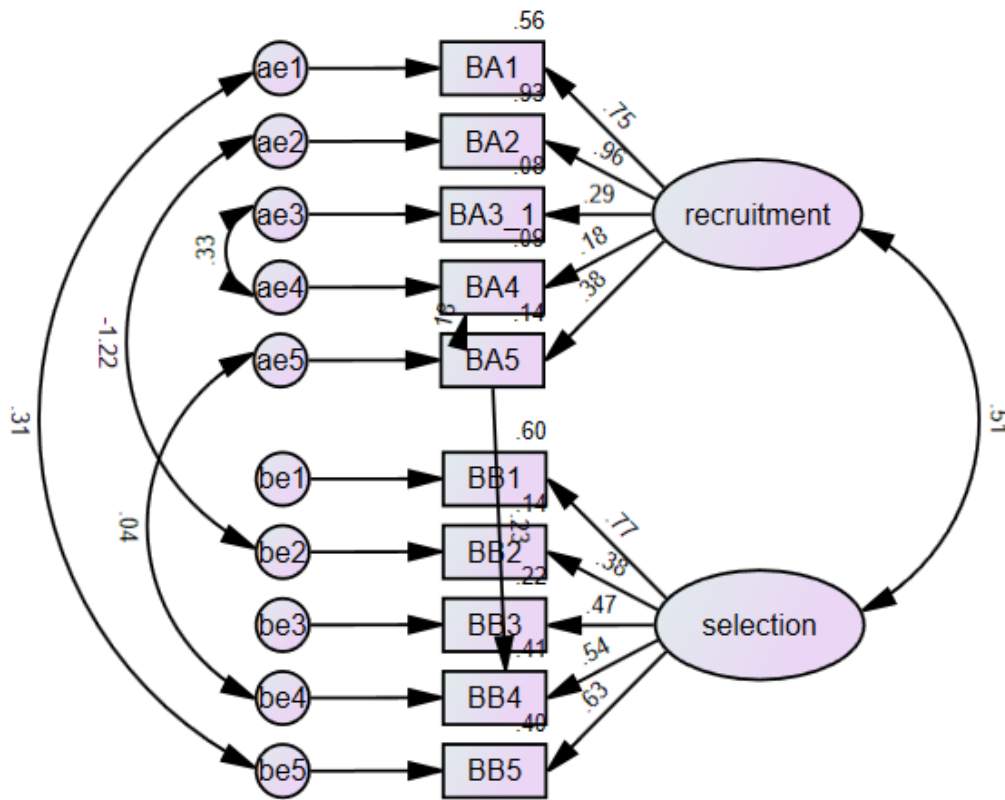 .56
ae1
BA1
.75
.93
ae2
BA2
.96
.08
ae3
BA3_1
.29
.33
.09
ae4
BA4
.18
.38
.18
.14
ae5
BA5
-1.22
.31
.51
.60
be1
BB1
.77
.14
.04
be2
BB2
.23
.38
.22
be3
BB3
.47
.41
be4
BB4
.54
.63
.40
be5
BB5
recruitment
selection